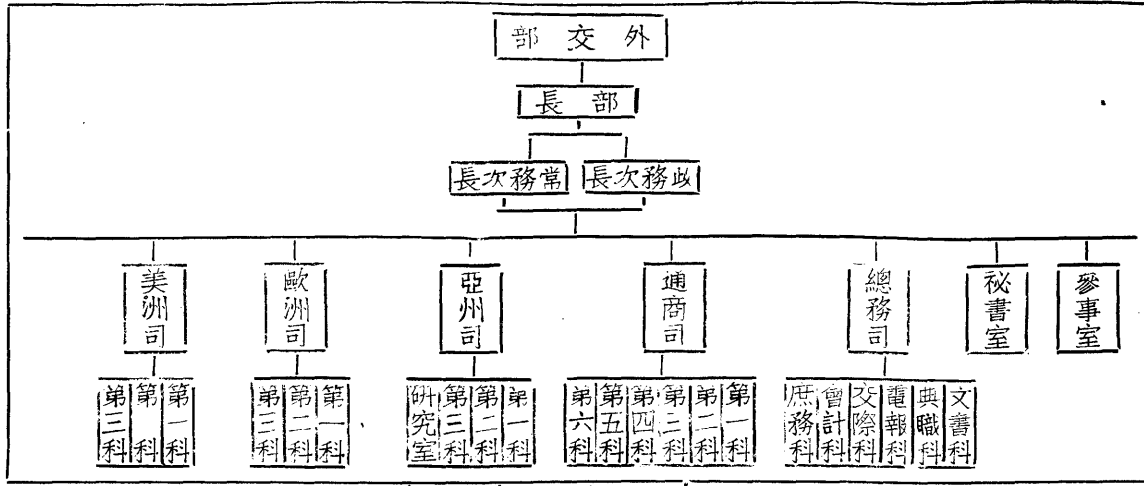 外交部
部長
政務次長
常務次長
參事室
祕書室
總務司
通商司
亞州司
歐洲司
美洲司
文書科
典職科
電報科
交際科
會計科
庶務科
第一科
第二科
第三科
第四科
第五科
第六科
第一科
第二科
第三科
研究室
第一科
第二科
第三科
第一科
第 科
第三科